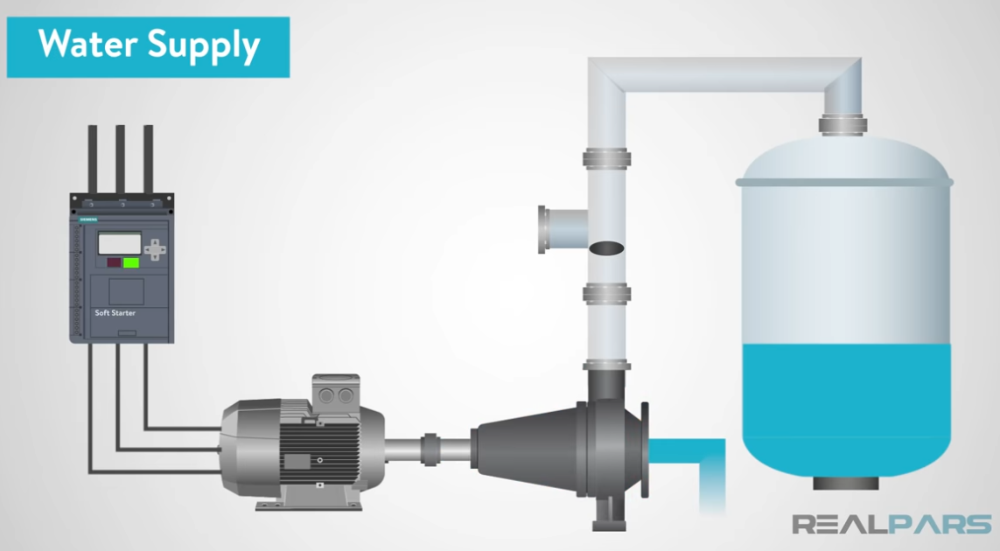 Water Supply
SIEMENS
Soft Starter
REALPARS